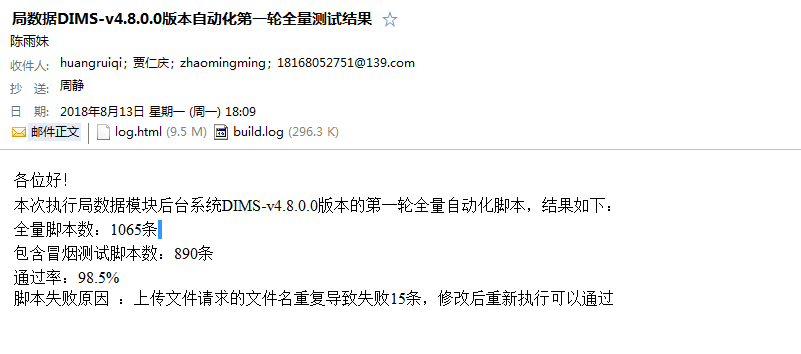 局数据DIMS-v4.8.0.0版本自动化第一轮全量测试结果
陈雨妹
收件人: huangruiqi; 贾仁庆; zhaomingming; 18168052751@139.com
抄 送: 周静
日 期: 2018年8月13日 星期一 (周一) 18:09
邮件正文 log.html (9.5 M) build.log (296.3 K)
各位好!
本次执行局数据模块后台系统DIMS-v4.8.0.0版本的第一轮全量自动化脚本,结果如下:
全量脚本数:1065条
包含冒烟测试脚本数:890条
通过率:98.5%
脚本失败原因 :上传文件请求的文件名重复导致失败15条,修改后重新执行可以通过